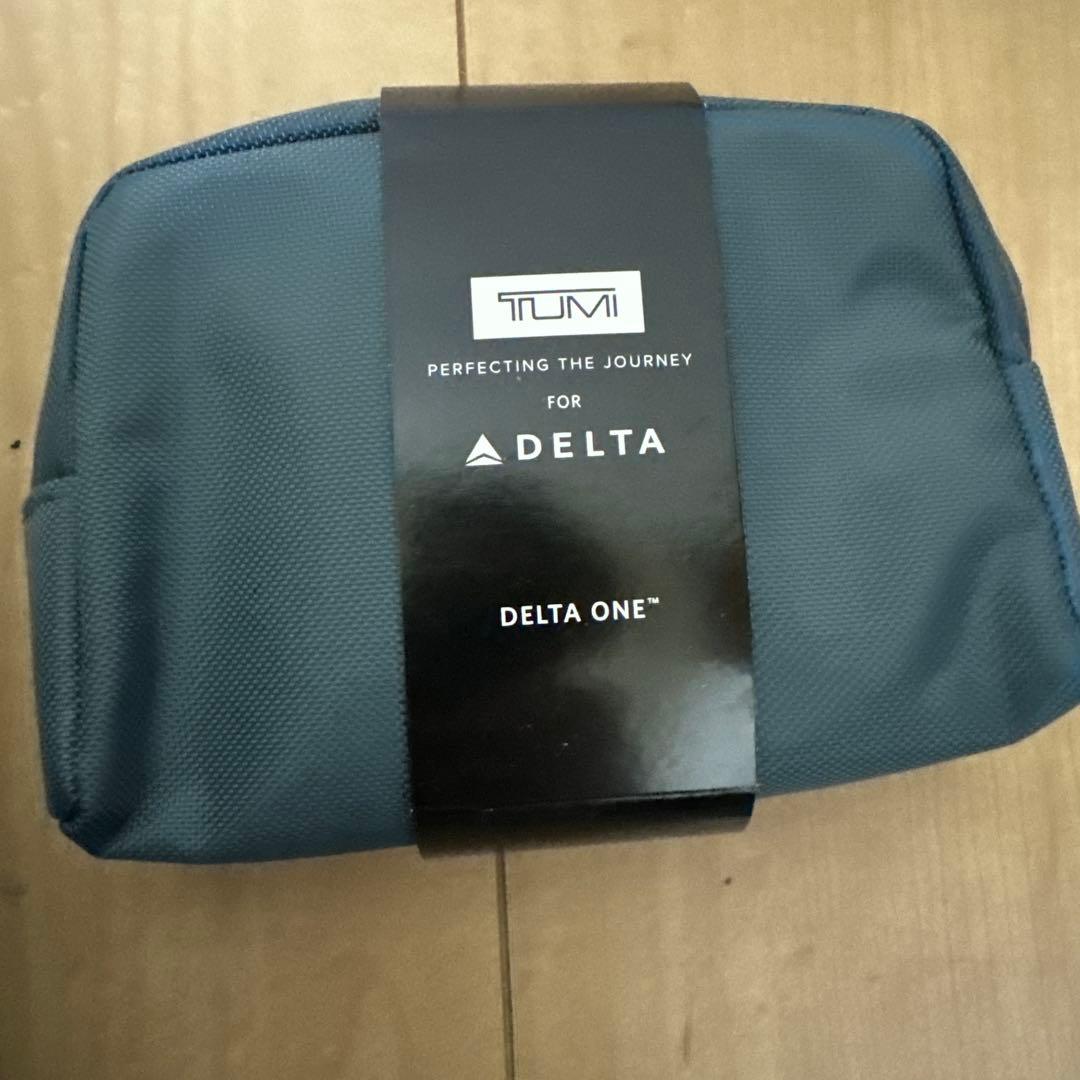 TUMI
PERFECTING THE JOURNEY
FOR
DELTA
DELTA ONE™